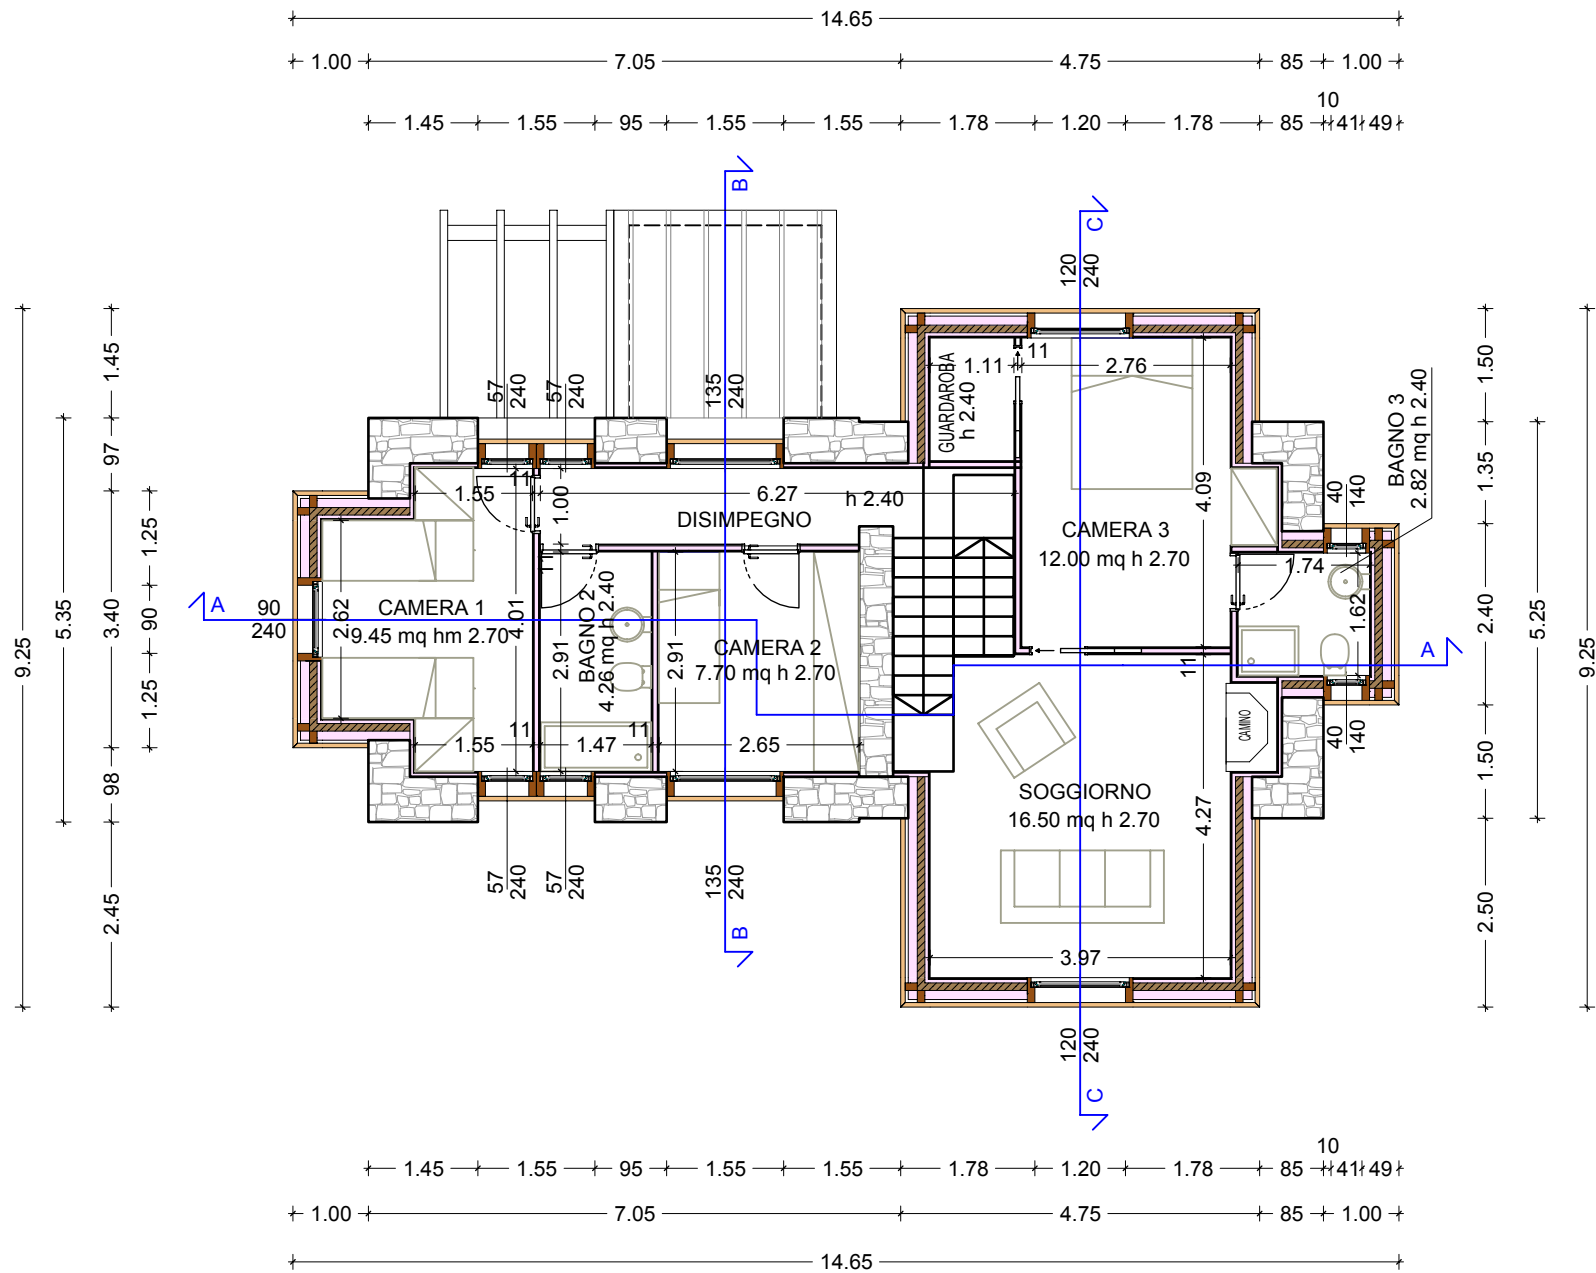 14.65
1.00 7.05 4.75 85 1.00
10
1.45 1.55 95 1.55 1.55 1.78 1.20 1.78 85 41 49
B
C
120
240
57
240
57
240
135
240
GUARDAROBA
h 2.40
11
1.11
2.76
BAGNO 3
2.82 mq h 2.40
40
140
9.25
5.35
1.45
97
3.40
98
2.45
1.25
90
1.25
11
1.55
1.00
6.27
h 2.40
DISIMPEGNO
4.09
CAMERA 3
12.00 mq h 2.70
1.74
1.62
11
A
90
240
2.62
CAMERA 1
9.45 mq hm 2.70
4.01
2.91
BAGNO 2
4.26 mq h 2.40
2.91
CAMERA 2
7.70 mq h 2.70
A
11
CAMINO
40
140
1.55
11
1.47
11
2.65
SOGGIORNO
16.50 mq h 2.70
4.27
3.97
57
240
57
240
135
240
B
120
240
C
1.50
1.35
2.40
1.50
2.50
5.25
9.25
10
1.45 1.55 95 1.55 1.55 1.78 1.20 1.78 85 41 49
1.00 7.05 4.75 85 1.00
14.65